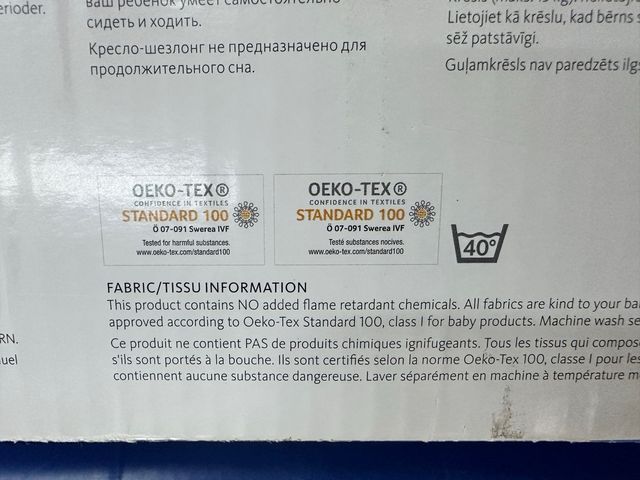 erioder.
ваш ребенок умеет самостоятельно
сидеть и ходить.
Кресло-шезлонг не предназначено для
продолжительного сна.
Lietojiet kā krēslu, kad bērns
sēž patstāvīgi.
Guļamkrēsls nav paredzēts ilgs
OEKO-TEX®
CONFIDENCE IN TEXTILES
STANDARD 100
Ö 07-091 Swerea IVF
Tested for harmful substances.
www.oeko-tex.com/standard100
OEKO-TEX®
CONFIDENCE IN TEXTILES
STANDARD 100
Ö 07-091 Swerea IVF
Testé substances nocives.
www.oeko-tex.com/standard100
40°
FABRIC/TISSU INFORMATION
This product contains NO added flame retardant chemicals. All fabrics are kind to your ba
approved according to Oeko-Tex Standard 100, class I for baby products. Machine wash se
Ce produit ne contient PAS de produits chimiques ignifugeants. Tous les tissus qui compos
s'ils sont portés à la bouche. Ils sont certifiés selon la norme Oeko-Tex 100, classe I pour les
contiennent aucune substance dangereuse. Laver séparément en machine à température m
RN.
uel